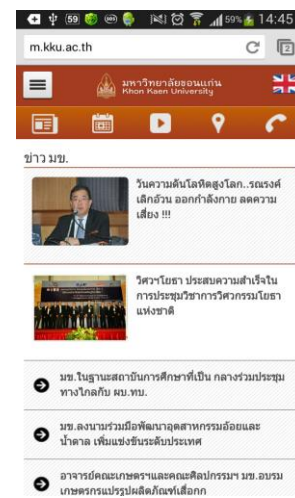 59 59% 14:45
m.kku.ac.th 2
มหาวิทยาลัยขอนแก่น
Khon Kaen University
ข่าว มข.
วันความดันโลหิตสูงโลก..รณรงค์
เลิกอ้วน ออกกำลังกาย ลดความ
เสี่ยง !!!
วิศวฯโยธา ประสบความสำเร็จใน
การประชุมวิชาการวิศวกรรมโยธา
แห่งชาติ
มข.ในฐานะสถาบันการศึกษาที่เป็น กลางร่วมประชุม
ทางไกลกับ ผบ.ทบ.
มข.ลงนามร่วมมือพัฒนาอุตสาหกรรมอ้อยและ
น้ำตาล เพิ่มแข่งขันระดับประเทศ
อาจารย์คณะเกษตรฯและคณะศิลปกรรมฯ มข.อบรม
เกษตรกรแปรรูปผลิตภัณฑ์เสื่อกก